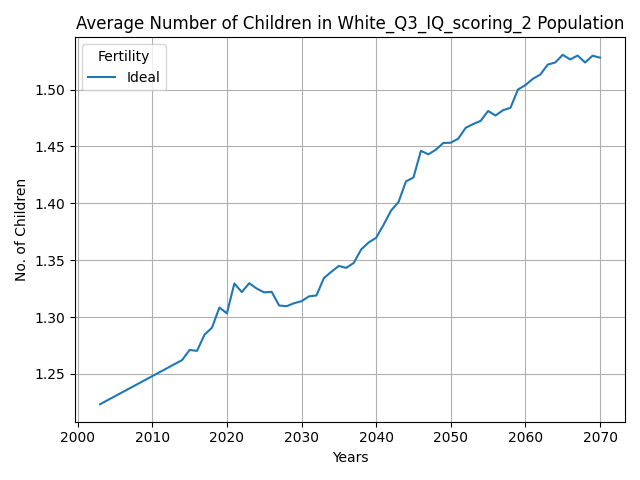 Average Number of Children in White_Q3_IQ_scoring_2 Population
Fertility
Ideal
No. of Children
1.50
1.45
1.40
1.35
1.30
1.25
2000 2010 2020 2030 2040 2050 2060 2070
Years